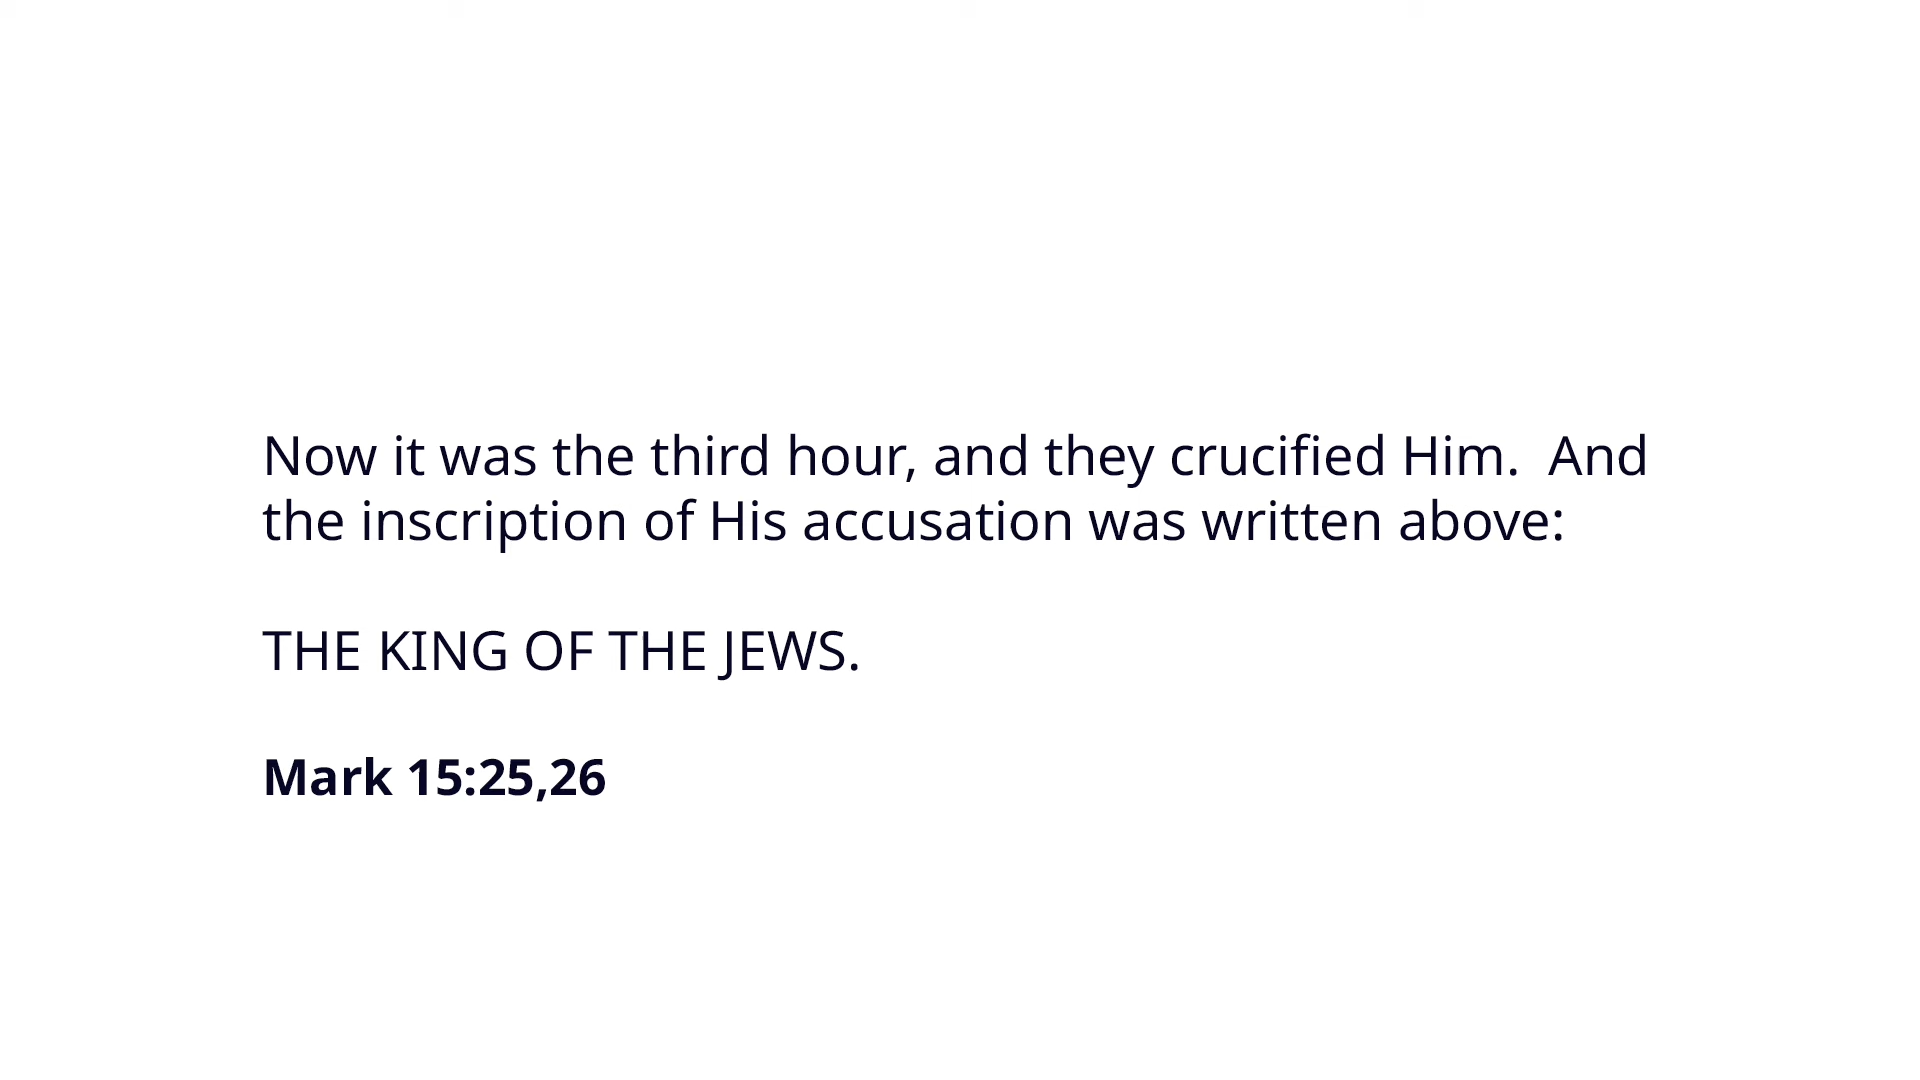 Now it was the third hour, and they crucified Him.  And
the inscription of His accusation was written above:
THE KING OF THE JEWS.
Mark 15:25,26